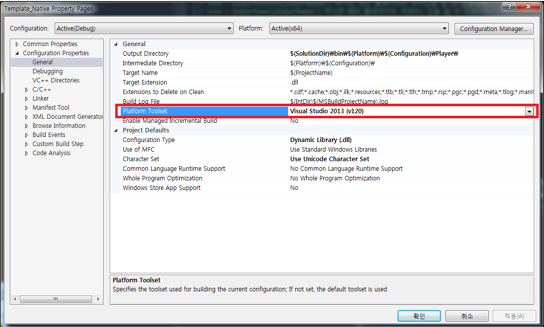 Template_Native Property Pages
Configuration: Active(Debug) Platform: Active(x64) Configuration Manager...
Common Properties
Configuration Properties
General
Debugging
VC++ Directories
C/C++
Linker
Manifest Tool
XML Document Generator
Browse Information
Build Events
Custom Build Step
Code Analysis
General
Output Directory $(SolutionDir)₩bin₩$(Platform)₩$(Configuration)₩Player₩
Intermediate Directory $(Platform)₩$(Configuration)₩
Target Name $(ProjectName)
Target Extension .dll
Extensions to Delete on Clean *.cdf;*.cache;*.obj;*.ilk;*.resources;*.tlb;*.tli;*.tlh;*.tmp;*.rsp;*.pgc;*.pgd;*.meta;*.tlog;*.mani
Build Log File $(IntDir)$(MSBuildProjectName).log
Platform Toolset Visual Studio 2013 (v120)
Enable Managed Incremental Build No
Project Defaults
Configuration Type Dynamic Library (.dll)
Use of MFC Use Standard Windows Libraries
Character Set Use Unicode Character Set
Common Language Runtime Support No Common Language Runtime Support
Whole Program Optimization No Whole Program Optimization
Windows Store App Support No
Platform Toolset
Specifies the toolset used for building the current configuration; If not set, the default toolset is used
확인 취소 적용(A)